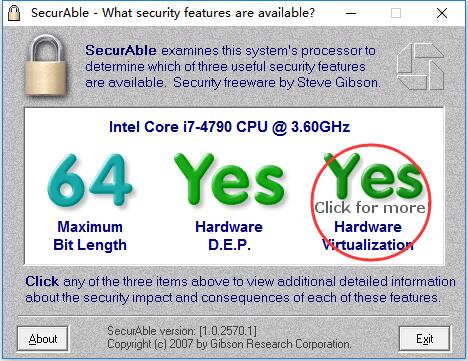 SecurAble - What security features are available?
SecurAble examines this system's processor to
determine which of three useful security features
are available. Security freeware by Steve Gibson.
Intel Core i7-4790 CPU @ 3.60GHz
64
Maximum
Bit Length
Yes
Hardware
D.E.P.
Yes
Click for more
Hardware
Virtualization
Click any of the three items above to view additional detailed information
about the security impact and consequences of each of these features.
About
SecurAble version: [1.0.2570.1]
Copyright (c) 2007 by Gibson Research Corporation.
Exit